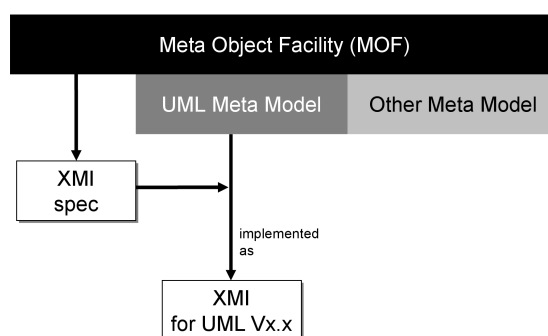 Meta Object Facility (MOF)
UML Meta Model
Other Meta Model
XMI
spec
implemented
as
XMI
for UML Vx.x